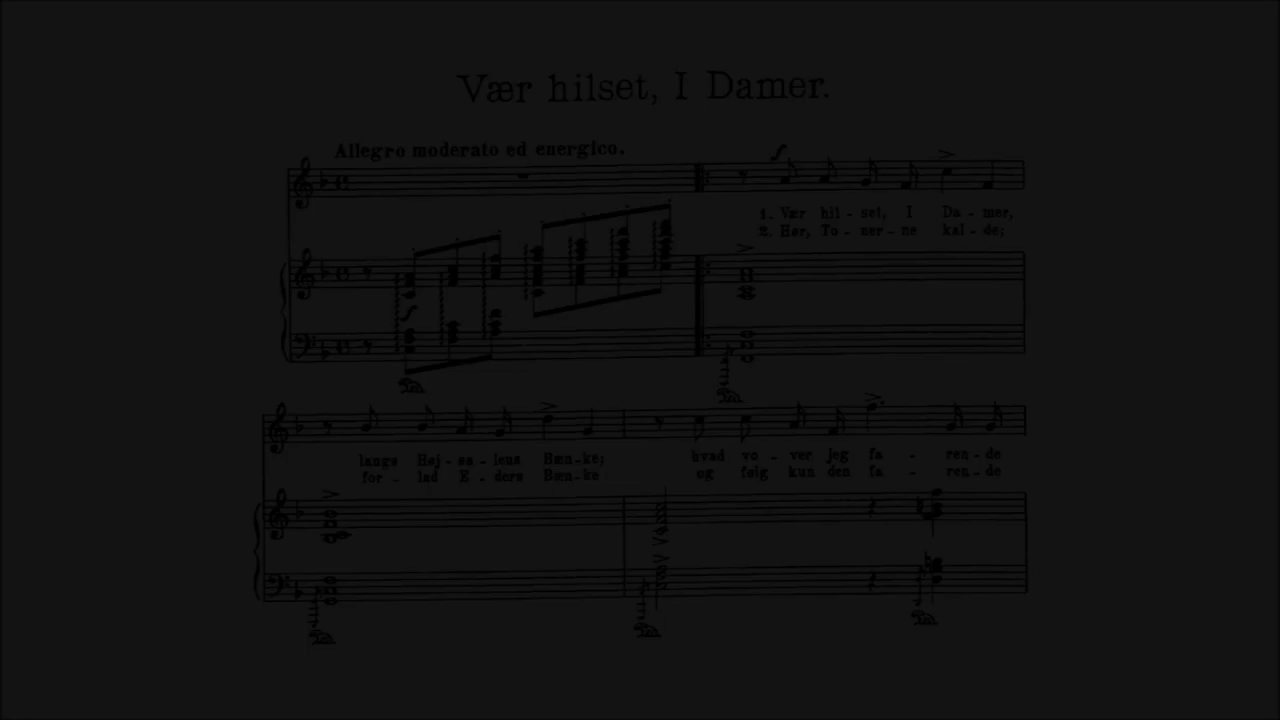 Vær hilset, I Damer.
Allegro moderato ed energico.
1. Vær hil - set, I Da - mer,
2. Hør, To - ner - ne kal - de;
langs Høj - sa - lens Bæn - ke; hvad vo - ver jeg fa - ren - de
for - lad E - ders Bæn - ke og følg kun den fa - ren - de